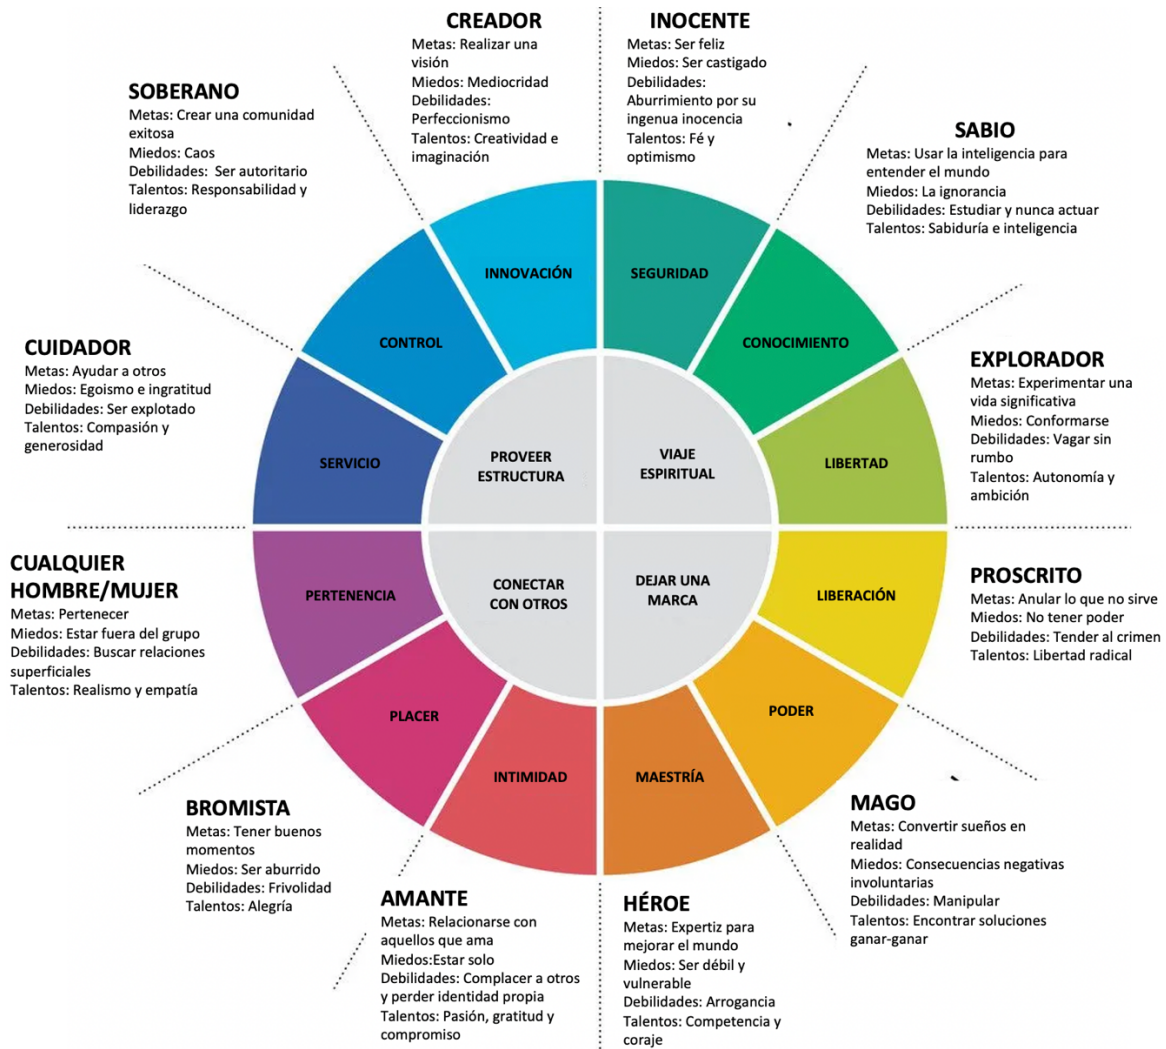 CREADOR
Metas: Realizar una
visión
Miedos: Mediocridad
Debilidades:
Perfeccionismo
Talentos: Creatividad e
imaginación
INOCENTE
Metas: Ser feliz
Miedos: Ser castigado
Debilidades:
Aburrimiento por su
ingenua inocencia
Talentos: Fé y
optimismo
SOBERANO
Metas: Crear una comunidad
exitosa
Miedos: Caos
Debilidades: Ser autoritario
Talentos: Responsabilidad y
liderazgo
SABIO
Metas: Usar la inteligencia para
entender el mundo
Miedos: La ignorancia
Debilidades: Estudiar y nunca actuar
Talentos: Sabiduría e inteligencia
CUIDADOR
Metas: Ayudar a otros
Miedos: Egoismo e ingratitud
Debilidades: Ser explotado
Talentos: Compasión y
generosidad
EXPLORADOR
Metas: Experimentar una
vida significativa
Miedos: Conformarse
Debilidades: Vagar sin
rumbo
Talentos: Autonomía y
ambición
INNOVACIÓN
SEGURIDAD
CONTROL
CONOCIMIENTO
SERVICIO
LIBERTAD
PROVEER
ESTRUCTURA
VIAJE
ESPIRITUAL
CONECTAR
CON OTROS
DEJAR UNA
MARCA
PERTENENCIA
LIBERACIÓN
PLACER
PODER
INTIMIDAD
MAESTRÍA
CUALQUIER
HOMBRE/MUJER
Metas: Pertenecer
Miedos: Estar fuera del grupo
Debilidades: Buscar relaciones
superficiales
Talentos: Realismo y empatía
PROSCRITO
Metas: Anular lo que no sirve
Miedos: No tener poder
Debilidades: Tender al crimen
Talentos: Libertad radical
BROMISTA
Metas: Tener buenos
momentos
Miedos: Ser aburrido
Debilidades: Frivolidad
Talentos: Alegría
MAGO
Metas: Convertir sueños en
realidad
Miedos: Consecuencias negativas
involuntarias
Debilidades: Manipular
Talentos: Encontrar soluciones
ganar-ganar
AMANTE
Metas: Relacionarse con
aquellos que ama
Miedos:Estar solo
Debilidades: Complacer a otros
y perder identidad propia
Talentos: Pasión, gratitud y
compromiso
HÉROE
Metas: Expertiz para
mejorar el mundo
Miedos: Ser débil y
vulnerable
Debilidades: Arrogancia
Talentos: Competencia y
coraje